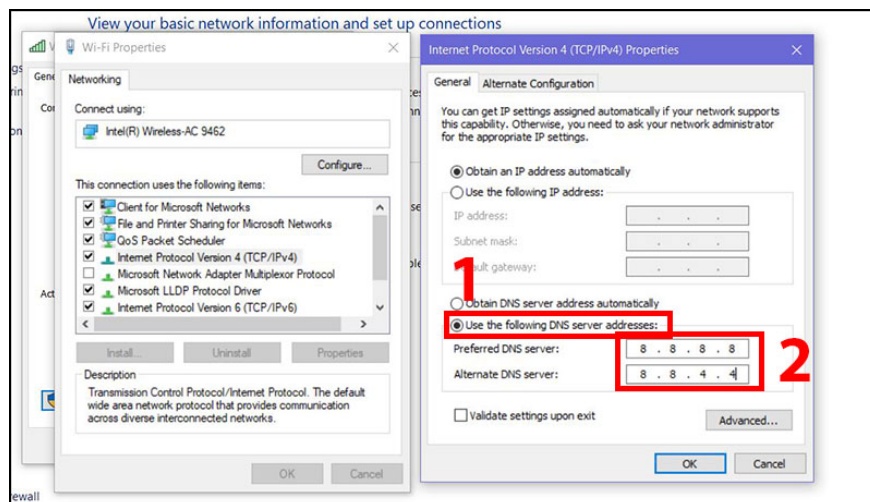 View your basic network information and set up connections
Wi-Fi Properties
Networking
Connect using:
Intel(R) Wireless-AC 9462
Configure...
This connection uses the following items:
Client for Microsoft Networks
File and Printer Sharing for Microsoft Networks
QoS Packet Scheduler
Internet Protocol Version 4 (TCP/IPv4)
Microsoft Network Adapter Multiplexor Protocol
Microsoft LLDP Protocol Driver
Internet Protocol Version 6 (TCP/IPv6)
Install...
Uninstall
Properties
Description
Transmission Control Protocol/Internet Protocol. The default
wide area network protocol that provides communication
across diverse interconnected networks.
OK
Cancel
Internet Protocol Version 4 (TCP/IPv4) Properties
General
Alternate Configuration
You can get IP settings assigned automatically if your network supports
this capability. Otherwise, you need to ask your network administrator
for the appropriate IP settings.
Obtain an IP address automatically
Use the following IP address:
IP address:
Subnet mask:
Default gateway:
1
Obtain DNS server address automatically
Use the following DNS server addresses:
Preferred DNS server:
8 . 8 . 8 . 8
Alternate DNS server:
8 . 8 . 4 . 4
2
Validate settings upon exit
Advanced...
OK
Cancel